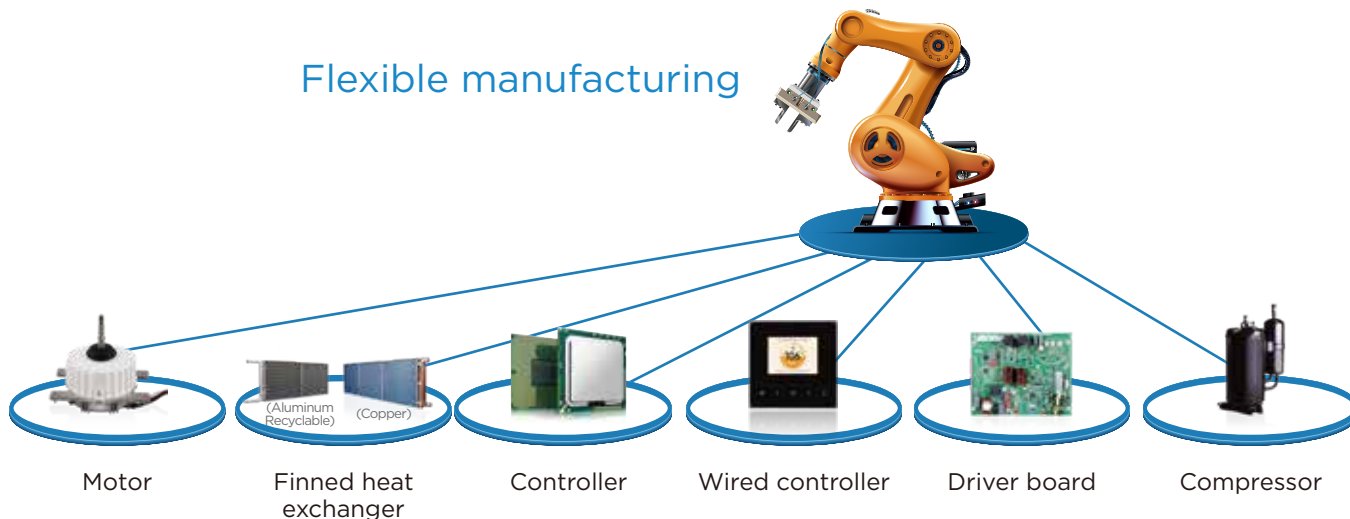 Flexible manufacturing
(Aluminum
Recyclable)
(Copper)
Motor
Finned heat
exchanger
Controller
Wired controller
Driver board
Compressor